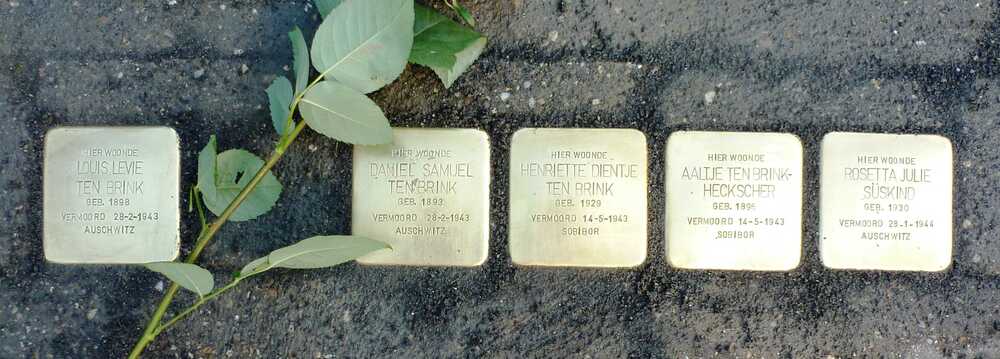 HIER WOONDE
LOUIS LEVIE
TEN BRINK
GEB. 1898
VERMOORD 28-2-1943
AUSCHWITZ
HIER WOONDE
DANIEL SAMUEL
TEN BRINK
GEB. 1893
VERMOORD 28-2-1943
AUSCHWITZ
HIER WOONDE
HENRIETTE DIENTJE
TEN BRINK
GEB. 1929
VERMOORD 14-5-1943
SOBIBOR
HIER WOONDE
AALTJE TEN BRINK-
HECKSCHER
GEB. 1896
VERMOORD 14-5-1943
SOBIBOR
HIER WOONDE
ROSETTA JULIE
SÜSKIND
GEB. 1930
VERMOORD 28-1-1944
AUSCHWITZ